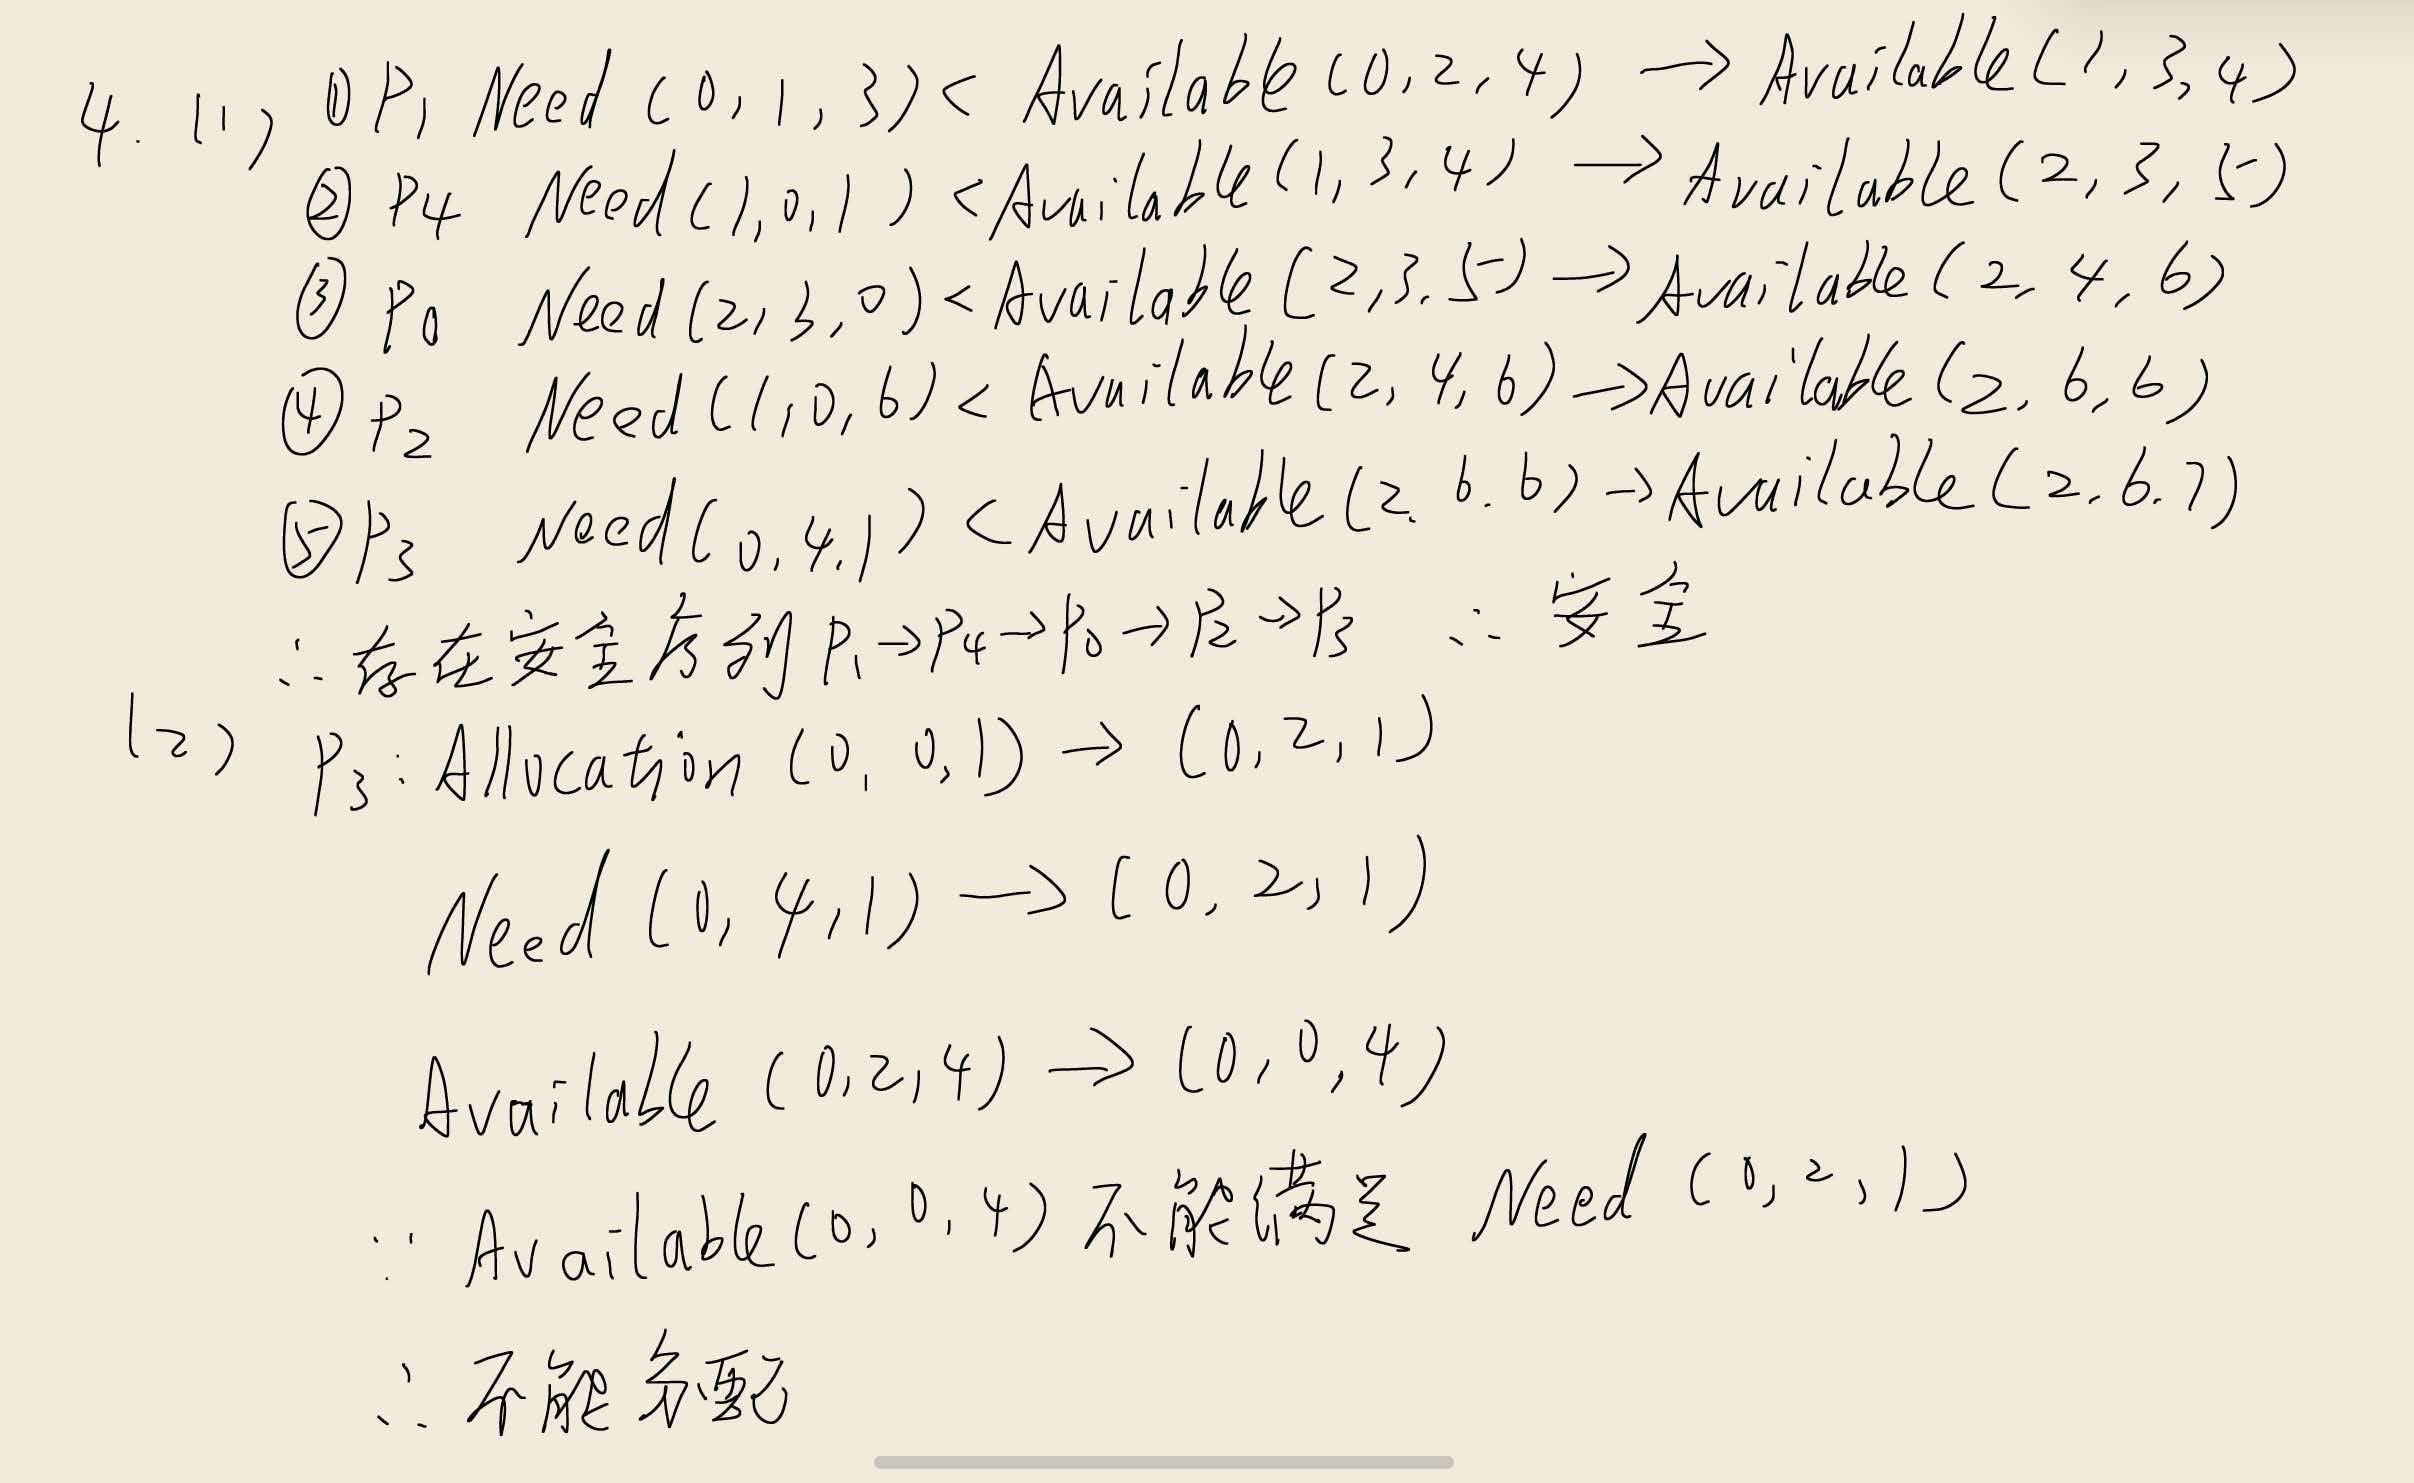 4. (1) ① P₁ Need (0, 1, 3) < Available (0, 2, 4) → Available (1, 3, 4)
② P₄ Need (1, 0, 1) < Available (1, 3, 4) → Available (2, 3, 5)
③ P₀ Need (2, 3, 0) < Available (2, 3, 5) → Available (2, 4, 6)
④ P₂ Need (1, 0, 6) < Available (2, 4, 6) → Available (2, 6, 6)
⑤ P₃ Need (0, 4, 1) < Available (2, 6, 6) → Available (2, 6, 7)
∴ 存在安全序列 P₁→P₄→P₀→P₂→P₃ ∴ 安全
(2) P₃: Allocation (0, 0, 1) → (0, 2, 1)
Need (0, 4, 1) → (0, 2, 1)
Available (0, 2, 4) → (0, 0, 4)
∵ Available (0, 0, 4) 不能满足 Need (0, 2, 1)
∴ 不能分配